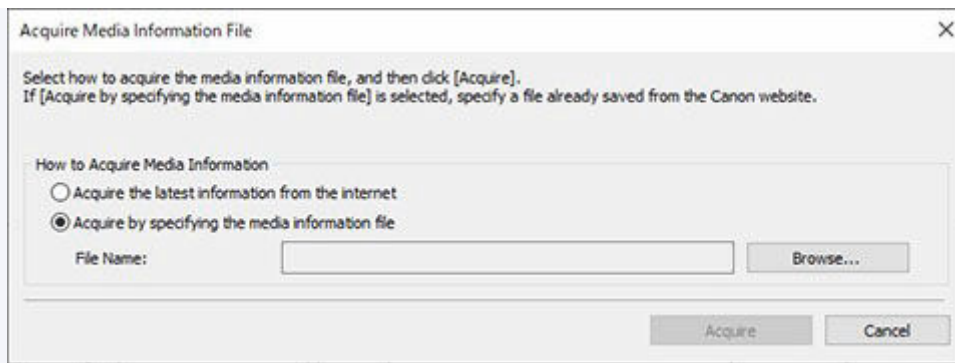 Acquire Media Information File
Select how to acquire the media information file, and then click [Acquire].
If [Acquire by specifying the media information file] is selected, specify a file already saved from the Canon website.
How to Acquire Media Information
Acquire the latest information from the internet
Acquire by specifying the media information file
File Name:
Browse...
Acquire
Cancel